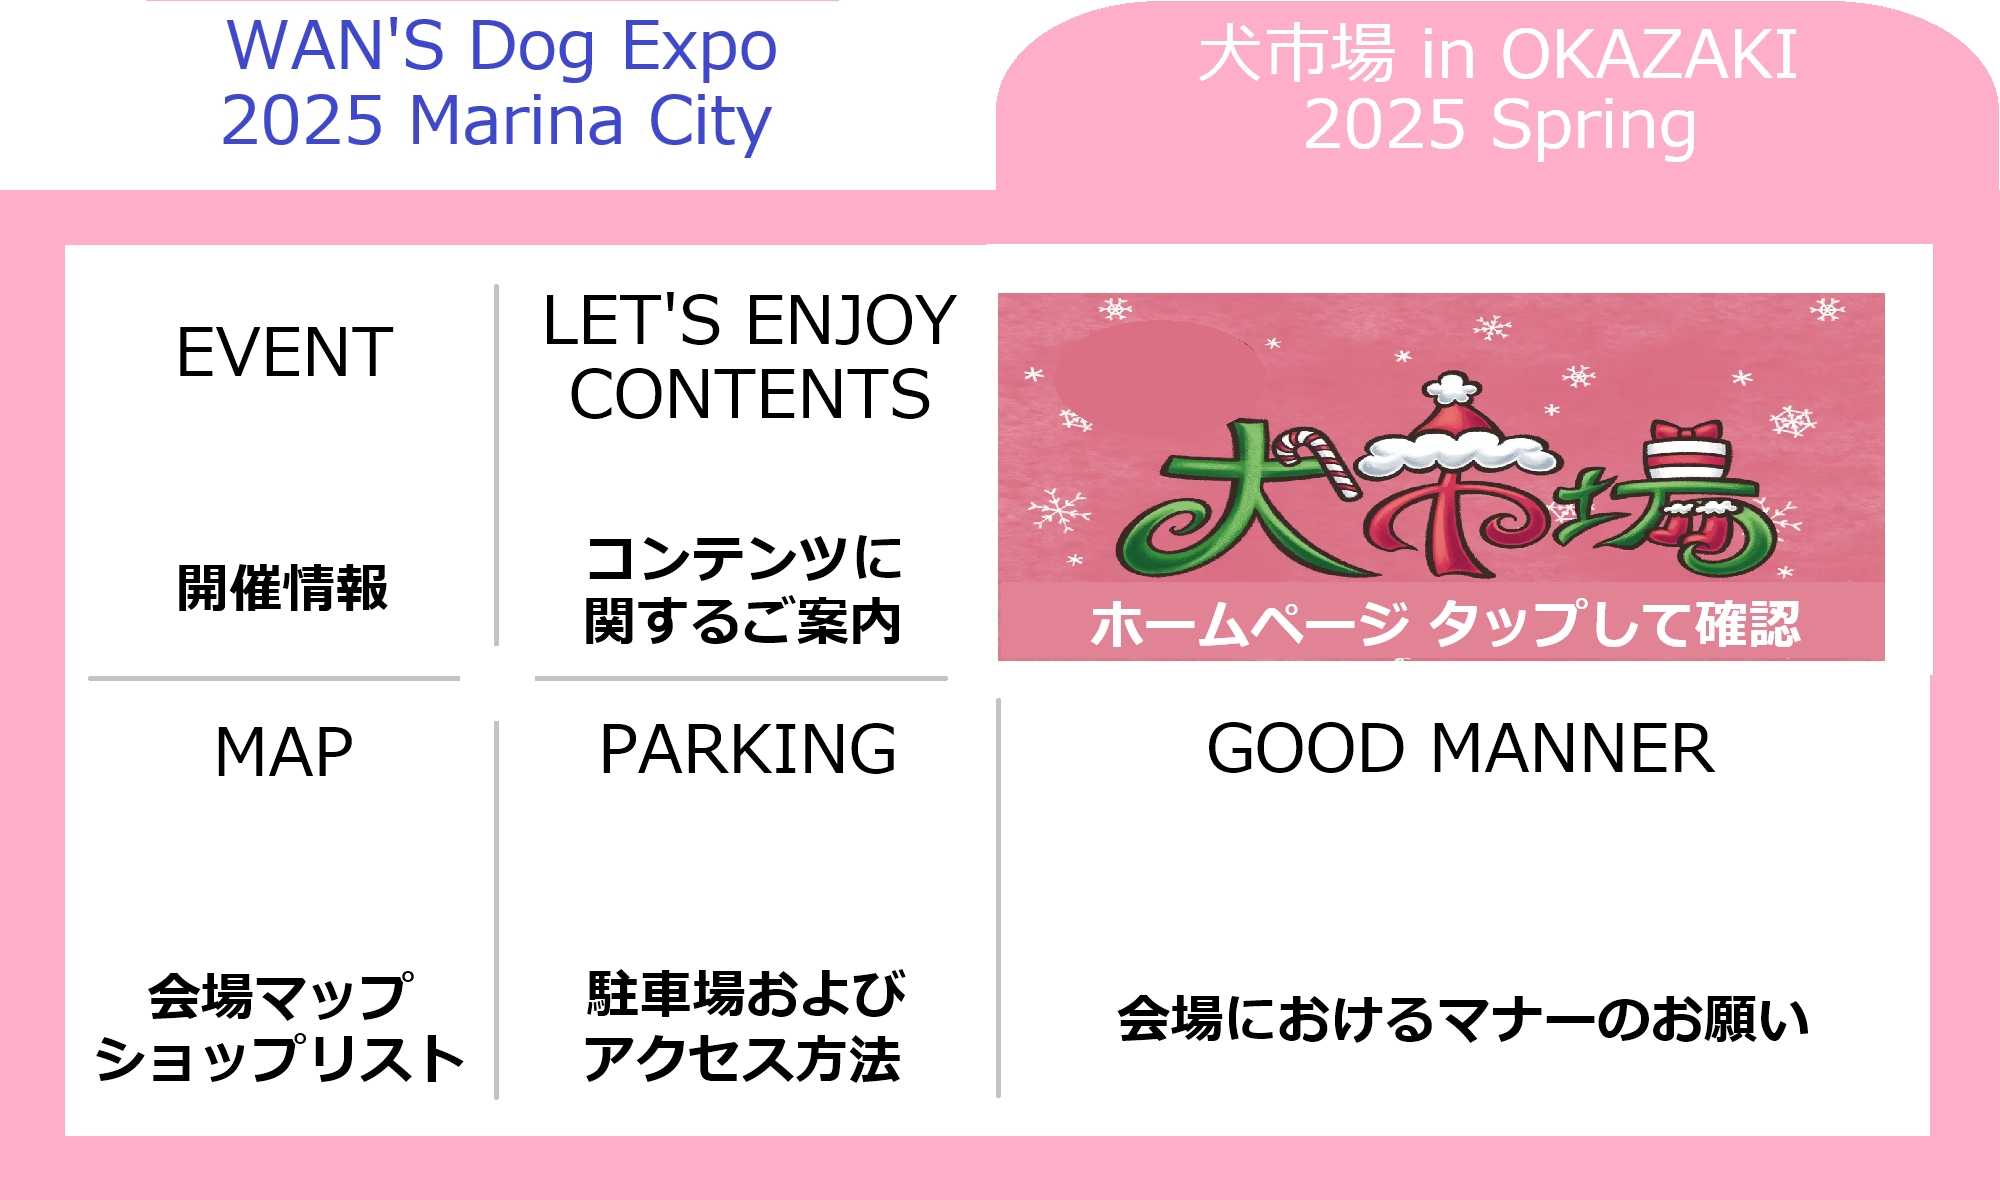 WAN'S Dog Expo
2025 Marina City
犬市場 in OKAZAKI
2025 Spring
EVENT
開催情報
LET'S ENJOY
CONTENTS
コンテンツに
関するご案内
犬市場
ホームページ タップして確認
MAP
会場マップ
ショップリスト
PARKING
駐車場および
アクセス方法
GOOD MANNER
会場におけるマナーのお願い